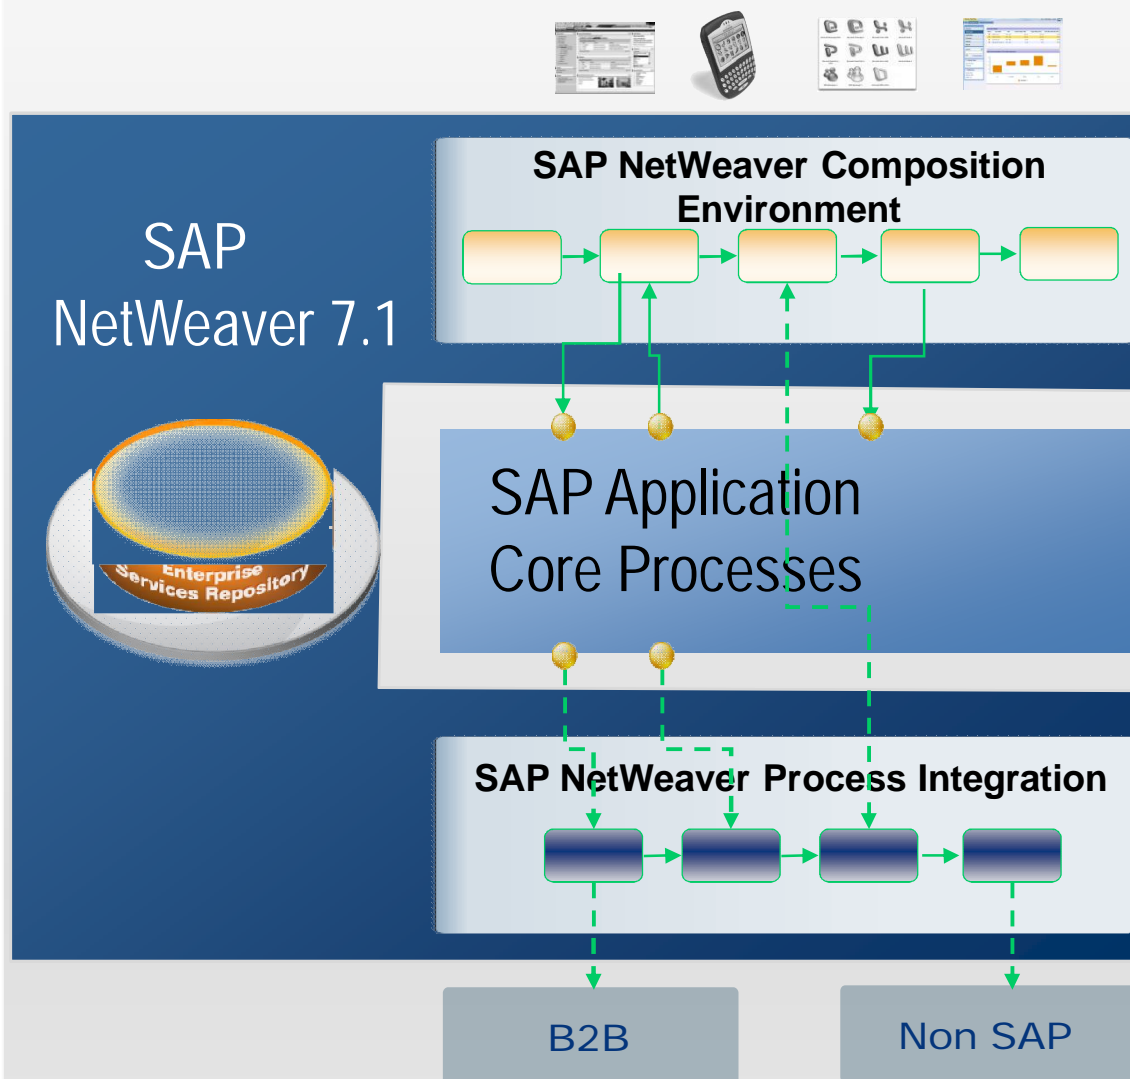 SAP NetWeaver Composition
Environment
SAP
NetWeaver 7.1
SAP Application
Core Processes
Enterprise
Services Repository
SAP NetWeaver Process Integration
B2B
Non SAP